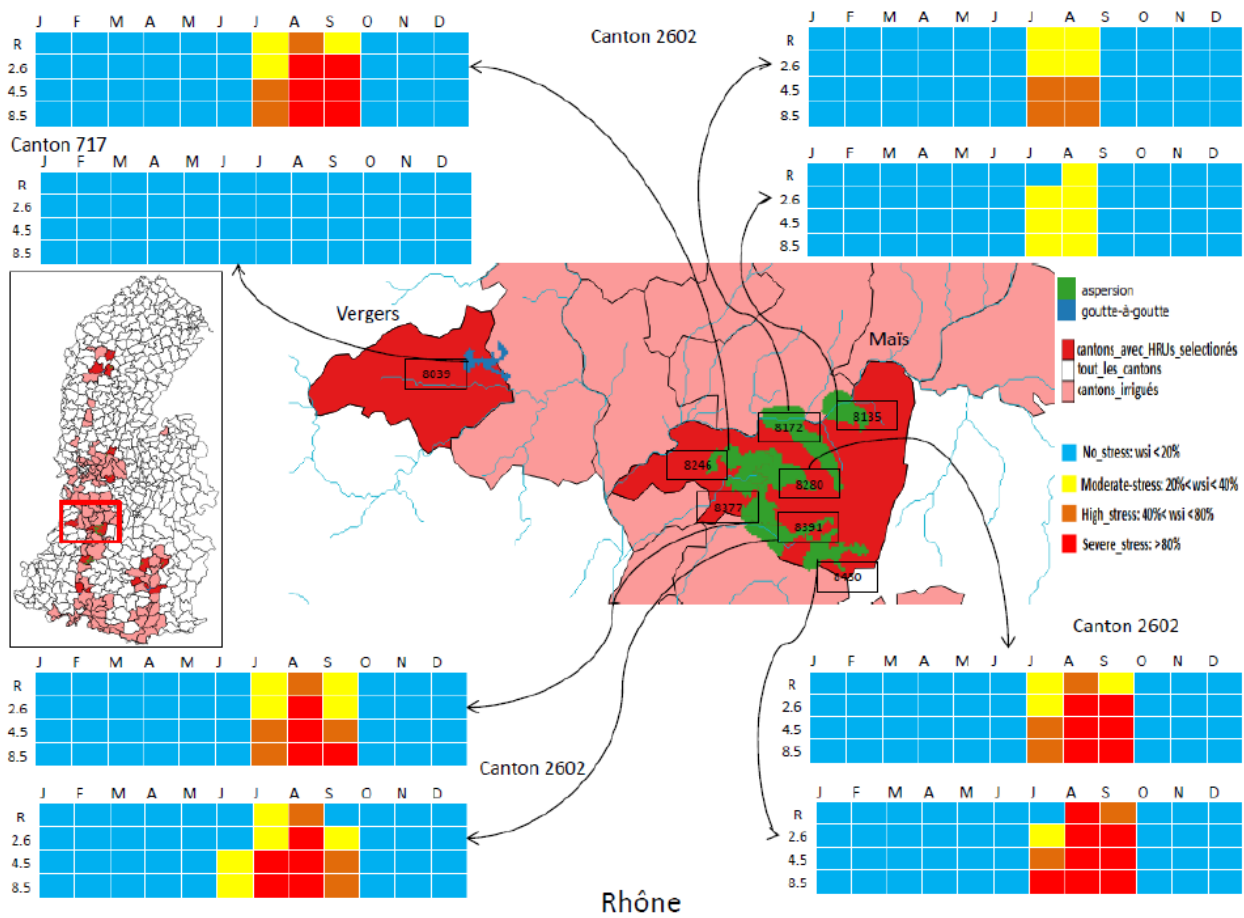 J F M A M J J A S O N D
R
2.6
4.5
8.5
Canton 2602
J F M A M J J A S O N D
R
2.6
4.5
8.5
Canton 717
J F M A M J J A S O N D
R
2.6
4.5
8.5
J F M A M J J A S O N D
R
2.6
4.5
8.5
Vergers
Maïs
8039
8135
8172
8246
8280
8377
8391
8450
aspersion
goutte-à-goutte
cantons_avec_HRUs_selectionés
tout_les_cantons
cantons_irrigués
No_stress: wsi <20%
Moderate-stress: 20%< wsi < 40%
High_stress: 40%< wsi <80%
Severe_stress: >80%
J F M A M J J A S O N D
R
2.6
4.5
8.5
Canton 2602
J F M A M J J A S O N D
R
2.6
4.5
8.5
Canton 2602
J F M A M J J A S O N D
R
2.6
4.5
8.5
J F M A M J J A S O N D
R
2.6
4.5
8.5
Rhône